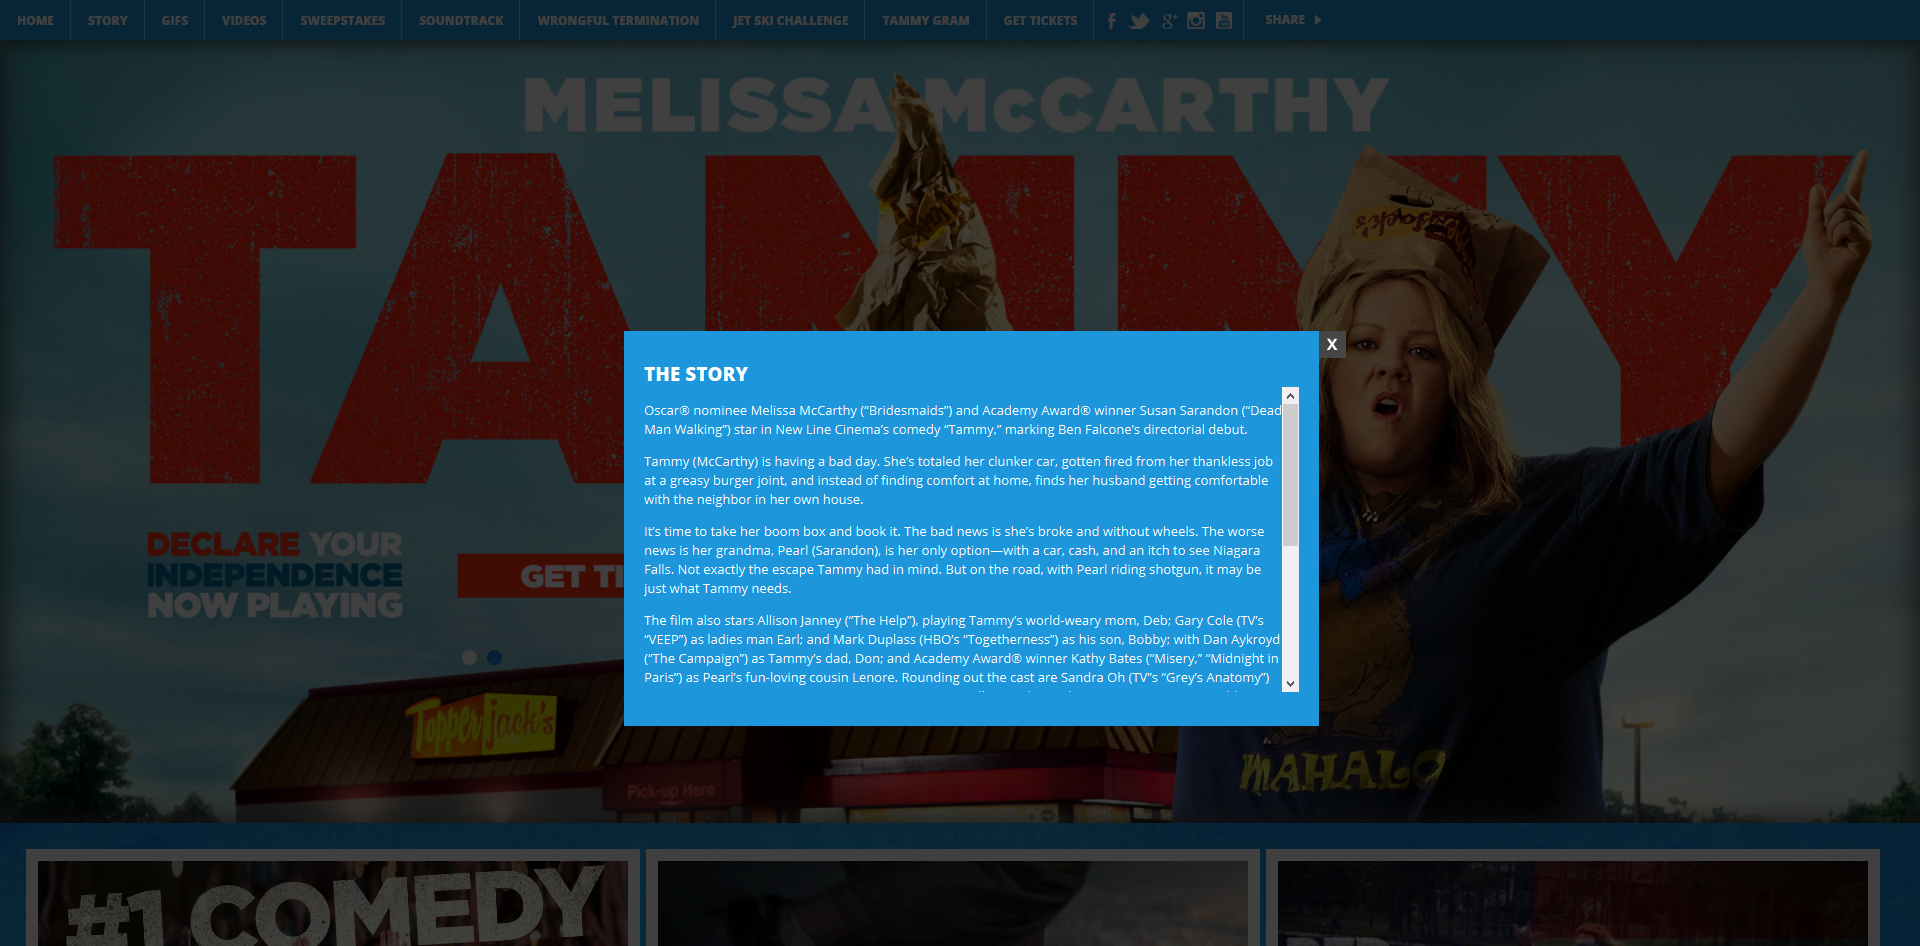 HOME STORY GIFS VIDEOS SWEEPSTAKES SOUNDTRACK WRONGFUL TERMINATION JET SKI CHALLENGE TAMMY GRAM GET TICKETS SHARE
MELISSA McCARTHY
TAMMY
X
THE STORY
Oscar® nominee Melissa McCarthy (“Bridesmaids”) and Academy Award® winner Susan Sarandon (“Dead
Man Walking”) star in New Line Cinema’s comedy “Tammy,” marking Ben Falcone’s directorial debut.
Tammy (McCarthy) is having a bad day. She’s totaled her clunker car, gotten fired from her thankless job
at a greasy burger joint, and instead of finding comfort at home, finds her husband getting comfortable
with the neighbor in her own house.
It’s time to take her boom box and book it. The bad news is she’s broke and without wheels. The worse
news is her grandma, Pearl (Sarandon), is her only option—with a car, cash, and an itch to see Niagara
Falls. Not exactly the escape Tammy had in mind. But on the road, with Pearl riding shotgun, it may be
just what Tammy needs.
The film also stars Allison Janney (“The Help”), playing Tammy’s world-weary mom, Deb; Gary Cole (TV’s
“VEEP”) as ladies man Earl; and Mark Duplass (HBO’s “Togetherness”) as his son, Bobby; with Dan Aykroyd
(“The Campaign”) as Tammy’s dad, Don; and Academy Award® winner Kathy Bates (“Misery,” “Midnight in
Paris”) as Pearl’s fun-loving cousin Lenore. Rounding out the cast are Sandra Oh (TV”s “Grey’s Anatomy”)
DECLARE YOUR
INDEPENDENCE
NOW PLAYING
GET TI
Topper Jack's
Pick-up Here
MAHALO
#1 COMEDY